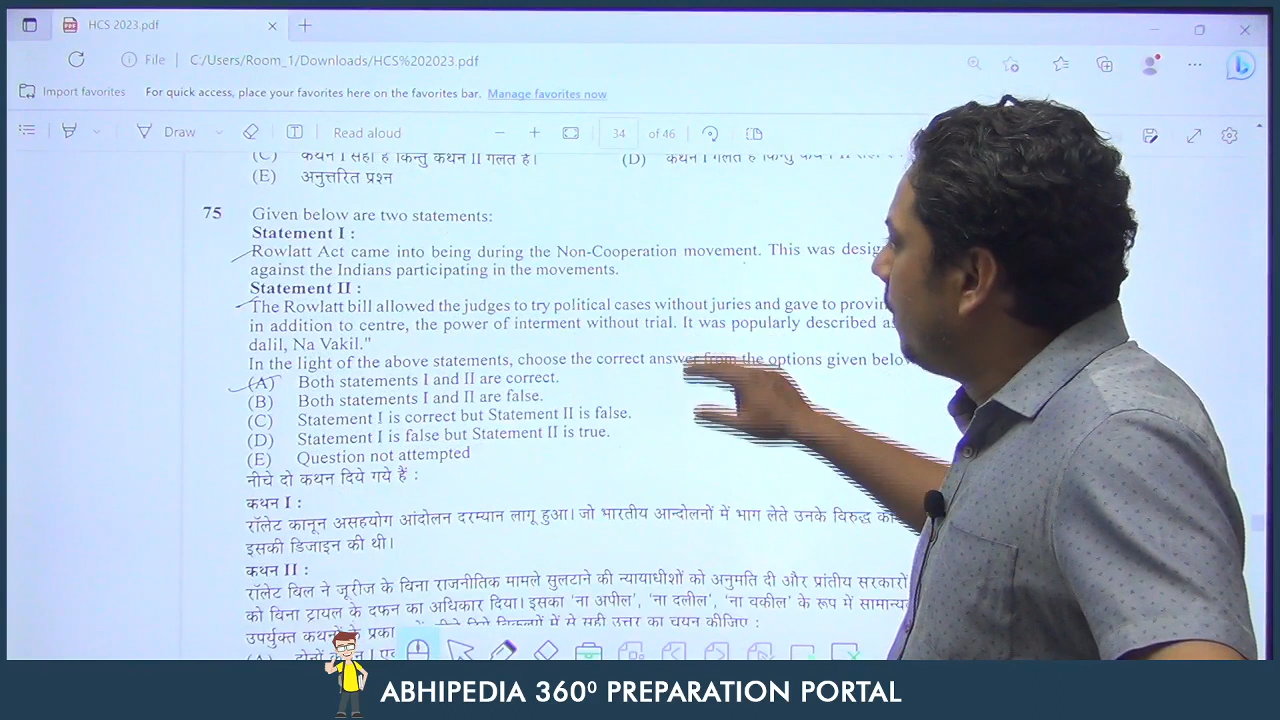 HCS 2023.pdf
File C:/Users/Room_1/Downloads/HCS%202023.pdf
Import favorites For quick access, place your favorites here on the favorites bar. Manage favorites now
Draw Read aloud 34 of 46
(C) कथन I सही है किन्तु कथन II गलत है। (D) कथन I गलत है
(E) अनुत्तरित प्रश्न
75 Given below are two statements:
Statement I :
Rowlatt Act came into being during the Non-Cooperation movement. This was desig
against the Indians participating in the movements.
Statement II :
The Rowlatt bill allowed the judges to try political cases without juries and gave to provin
in addition to centre, the power of interment without trial. It was popularly described as
dalil, Na Vakil."
In the light of the above statements, choose the correct answer from the options given below
(A) Both statements I and II are correct.
(B) Both statements I and II are false.
(C) Statement I is correct but Statement II is false.
(D) Statement I is false but Statement II is true.
(E) Question not attempted
नीचे दो कथन दिये गये हैं :
कथन I :
रॉलेट कानून असहयोग आंदोलन दरम्यान लागू हुआ। जो भारतीय आन्दोलनों में भाग लेते उनके विरुद्ध
इसकी डिजाइन की थी।
कथन II :
रॉलेट विल ने जूरीज के विना राजनीतिक मामले सुलटाने की न्यायाधीशों को अनुमति दी और प्रांतीय सरकारों
को विना ट्रायल के दफन का अधिकार दिया। इसका 'ना अपील', 'ना दलील', 'ना वकील' के रूप में सामान्य
उपर्युक्त कथनों के प्रका में से सही उत्तर का चयन कीजिए :
ABHIPEDIA 360⁰ PREPARATION PORTAL